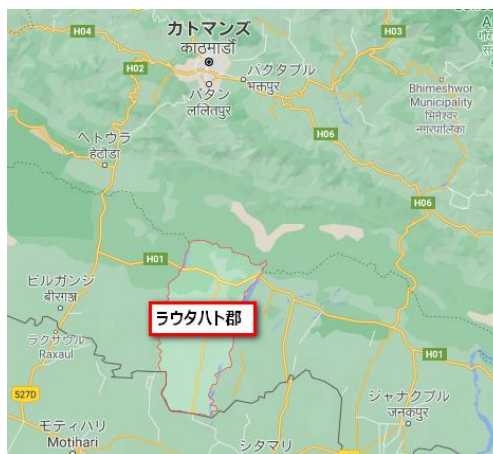 H04
カトマンズ
काठमाडौँ
H03
H02
バクタプル
भक्तपुर
パタン
ललितपुर
Bhimeshwor
Municipality
भिमेश्वर
नगरपालिका
H06
ヘトウラ
हेटौंडा
H06
H01
ビルガンジ
बीरगञ्ज
ラウタハト郡
ラクサウル
Raxaul
H01
527D
ジャナクプル
जनकपुर
モティハリ
Motihari
シタマリ